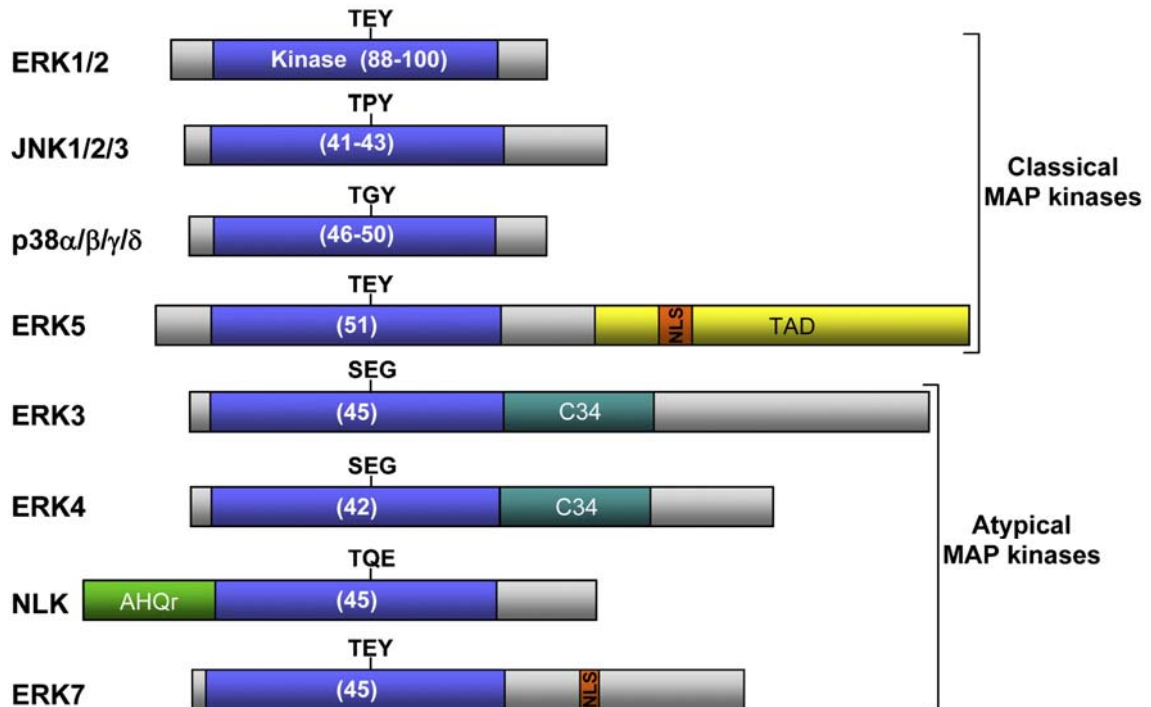 TEY
ERK1/2
Kinase (88-100)
TPY
JNK1/2/3
(41-43)
Classical
MAP kinases
TGY
p38α/β/γ/δ
(46-50)
TEY
ERK5
(51)
NLS
TAD
SEG
ERK3
(45)
C34
SEG
ERK4
(42)
C34
Atypical
MAP kinases
TQE
NLK
AHQr
(45)
TEY
ERK7
(45)
NLS